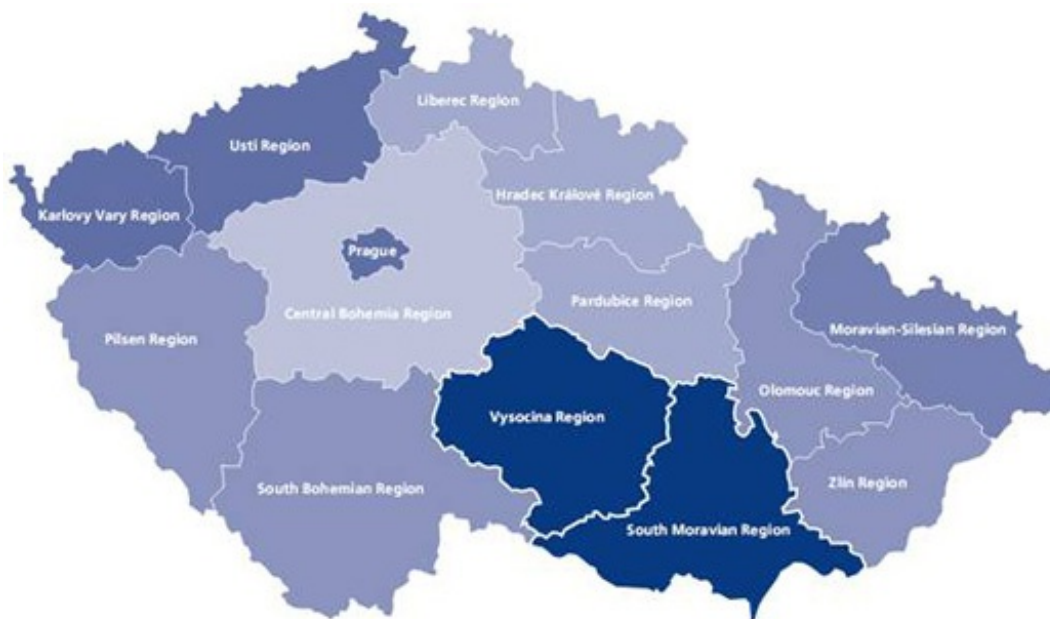 Liberec Region
Usti Region
Hradec Králové Region
Karlovy Vary Region
Prague
Pardubice Region
Central Bohemia Region
Moravian-Silesian Region
Pilsen Region
Olomouc Region
Vysocina Region
Zlín Region
South Bohemian Region
South Moravian Region